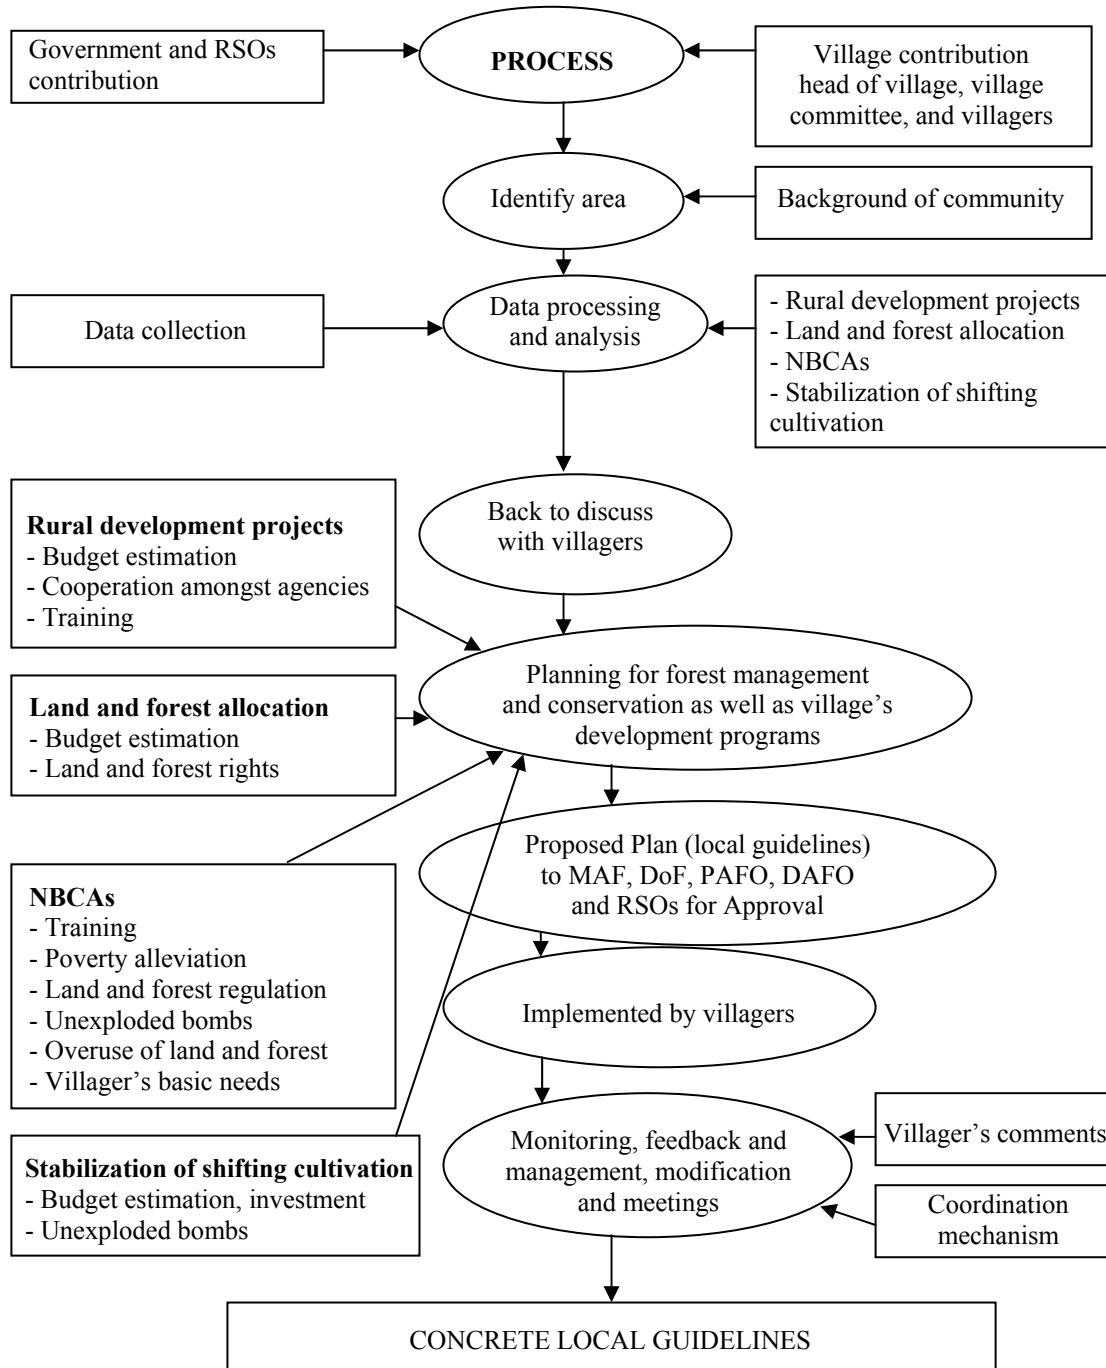 Government and RSOs
contribution
PROCESS
Village contribution
head of village, village
committee, and villagers
Identify area
Background of community
Data collection
Data processing
and analysis
- Rural development projects
- Land and forest allocation
- NBCAs
- Stabilization of shifting
cultivation
Back to discuss
with villagers
Rural development projects
- Budget estimation
- Cooperation amongst agencies
- Training
Planning for forest management
and conservation as well as village's
development programs
Land and forest allocation
- Budget estimation
- Land and forest rights
Proposed Plan (local guidelines)
to MAF, DoF, PAFO, DAFO
and RSOs for Approval
NBCAs
- Training
- Poverty alleviation
- Land and forest regulation
- Unexploded bombs
- Overuse of land and forest
- Villager's basic needs
Implemented by villagers
Stabilization of shifting cultivation
- Budget estimation, investment
- Unexploded bombs
Monitoring, feedback and
management, modification
and meetings
Villager's comments
Coordination
mechanism
CONCRETE LOCAL GUIDELINES